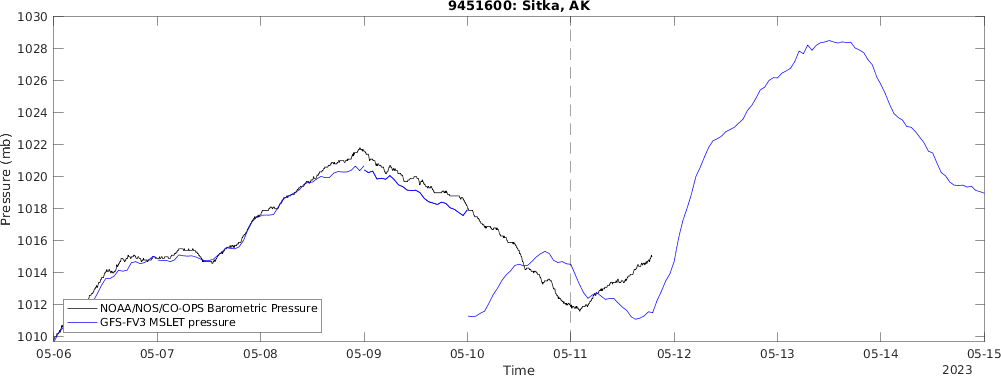 9451600: Sitka, AK
Pressure (mb)
1030
1028
1026
1024
1022
1020
1018
1016
1014
1012
1010
NOAA/NOS/CO-OPS Barometric Pressure
GFS-FV3 MSLET pressure
05-06 05-07 05-08 05-09 05-10 05-11 05-12 05-13 05-14 05-15
Time
2023